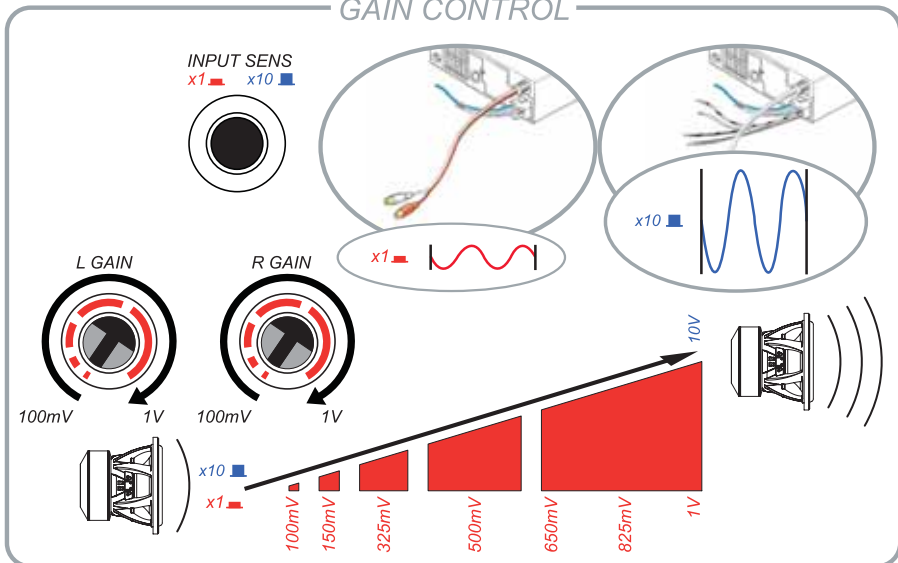 GAIN CONTROL
INPUT SENS
x1 x10
x10
x1
L GAIN
R GAIN
100mV 1V
100mV 1V
10V
x10
x1
100mV
150mV
325mV
500mV
650mV
825mV
1V